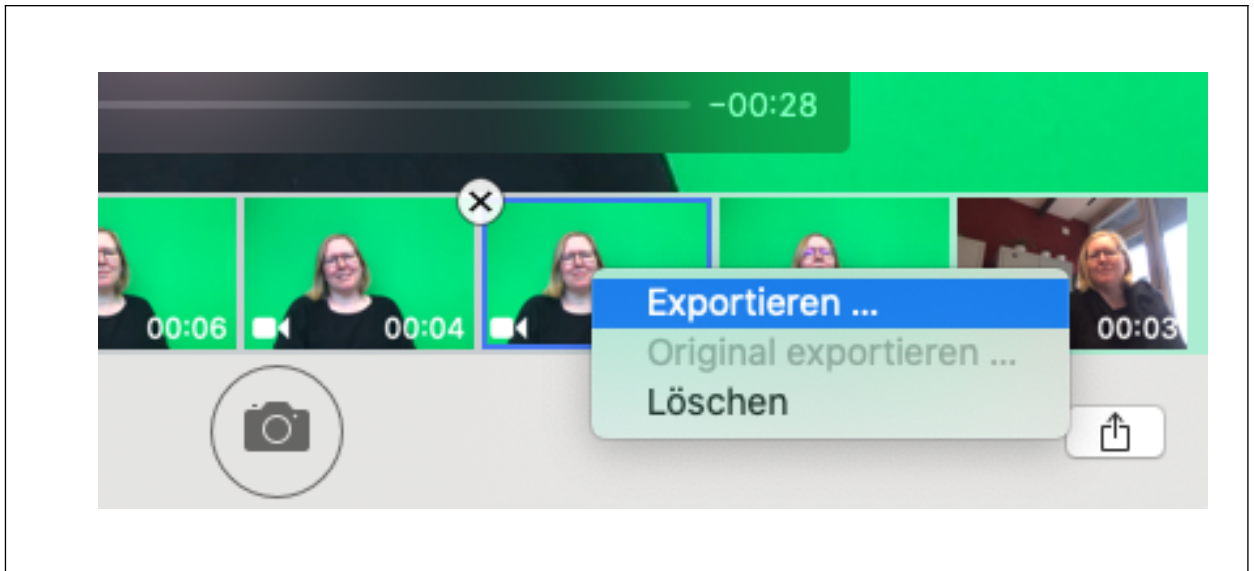 -00:28
00:06
00:04
00:03
Exportieren ...
Original exportieren ...
Löschen